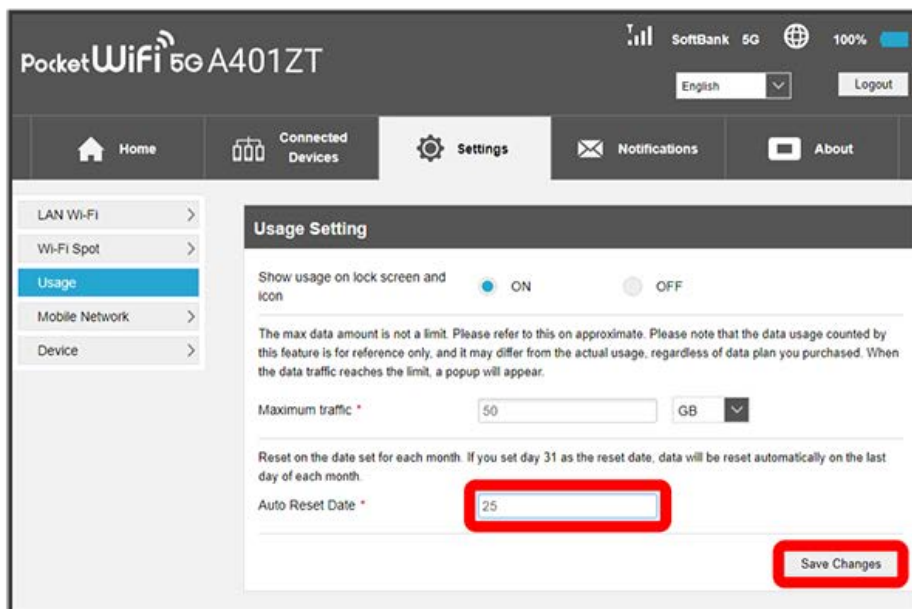 SoftBank 5G 100%
Pocket WiFi 5G A401ZT
English Logout
Home Connected Devices Settings Notifications About
LAN Wi-Fi
Wi-Fi Spot
Usage
Mobile Network
Device
Usage Setting
Show usage on lock screen and
icon
ON OFF
The max data amount is not a limit. Please refer to this on approximate. Please note that the data usage counted by
this feature is for reference only, and it may differ from the actual usage, regardless of data plan you purchased. When
the data traffic reaches the limit, a popup will appear.
Maximum traffic * 50 GB
Reset on the date set for each month. If you set day 31 as the reset date, data will be reset automatically on the last
day of each month.
Auto Reset Date * 25
Save Changes